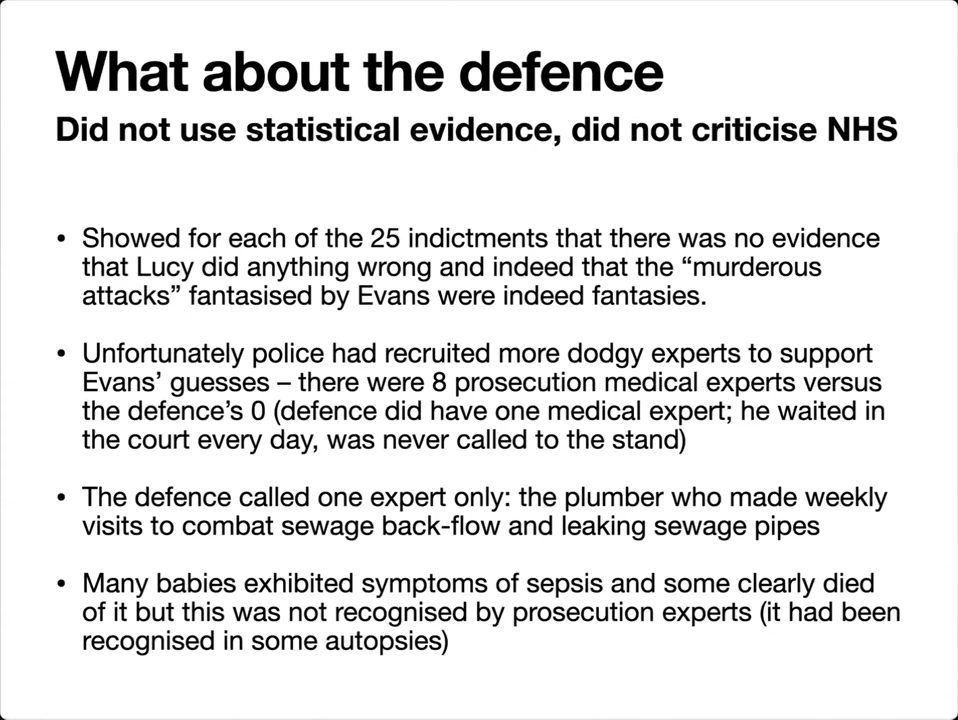 What about the defence
Did not use statistical evidence, did not criticise NHS
• Showed for each of the 25 indictments that there was no evidence
that Lucy did anything wrong and indeed that the “murderous
attacks” fantasised by Evans were indeed fantasies.
• Unfortunately police had recruited more dodgy experts to support
Evans’ guesses – there were 8 prosecution medical experts versus
the defence’s 0 (defence did have one medical expert; he waited in
the court every day, was never called to the stand)
• The defence called one expert only: the plumber who made weekly
visits to combat sewage back-flow and leaking sewage pipes
• Many babies exhibited symptoms of sepsis and some clearly died
of it but this was not recognised by prosecution experts (it had been
recognised in some autopsies)